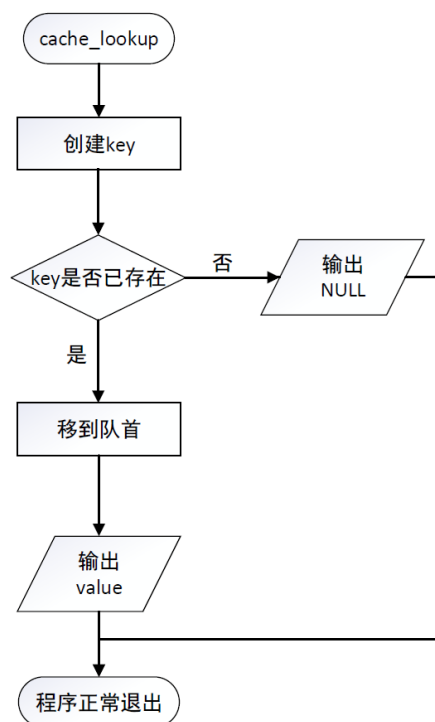 cache_lookup
创建key
key是否已存在
否
输出
NULL
是
移到队首
输出
value
程序正常退出